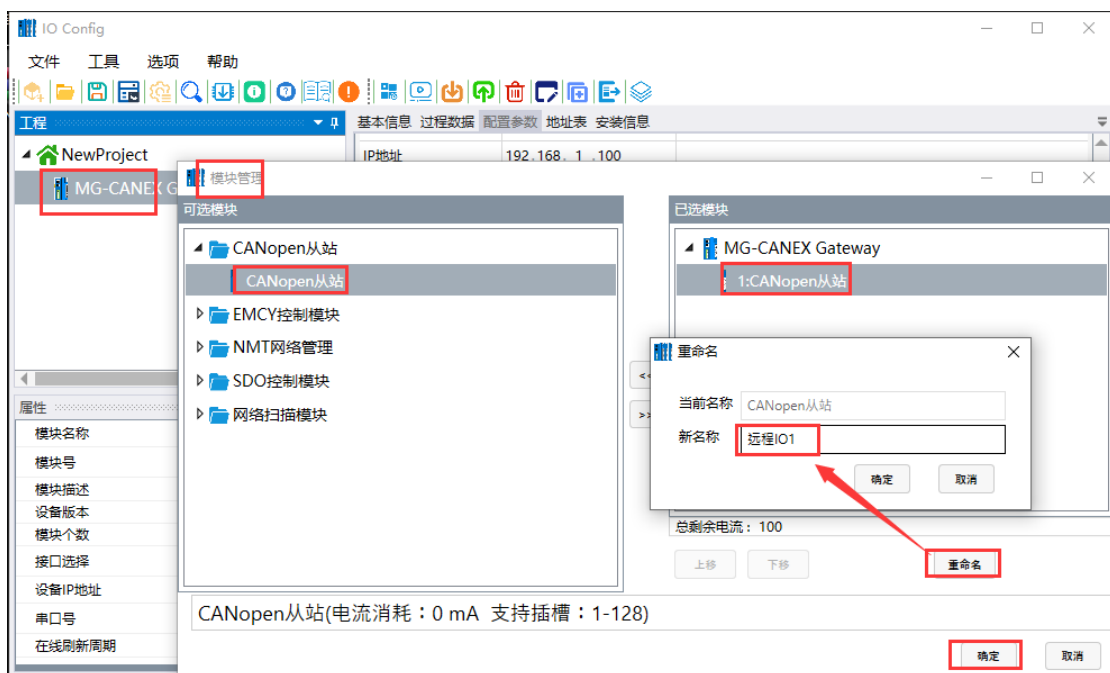 IO Config
文件 工具 选项 帮助
工程
基本信息 过程数据 配置参数 地址表 安装信息
NewProject
IP地址 192.168. 1 .100
MG-CANEX G
模块管理
可选模块
已选模块
CANopen从站
MG-CANEX Gateway
CANopen从站
1:CANopen从站
EMCY控制模块
NMT网络管理
SDO控制模块
网络扫描模块
<<
>>
重命名
当前名称 CANopen从站
新名称 远程IO1
确定 取消
属性
模块名称
模块号
模块描述
设备版本
模块个数
接口选择
设备IP地址
串口号
在线刷新周期
总剩余电流: 100
上移 下移 重命名
CANopen从站(电流消耗:0 mA 支持插槽:1-128)
确定 取消